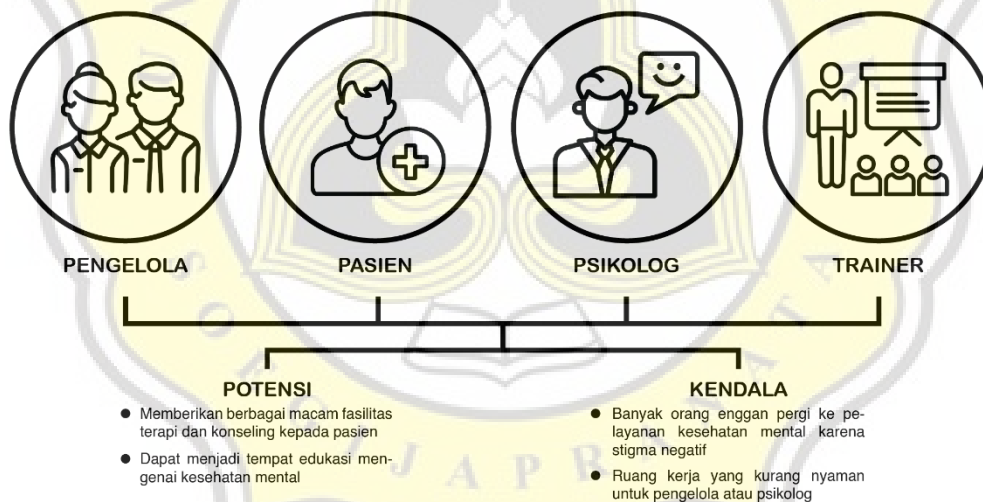 PENGELOLA
PASIEN
PSIKOLOG
TRAINER
POTENSI
● Memberikan berbagai macam fasilitas
terapi dan konseling kepada pasien
● Dapat menjadi tempat edukasi men-
genai kesehatan mental
KENDALA
● Banyak orang enggan pergi ke pe-
layanan kesehatan mental karena
stigma negatif
● Ruang kerja yang kurang nyaman
untuk pengelola atau psikolog